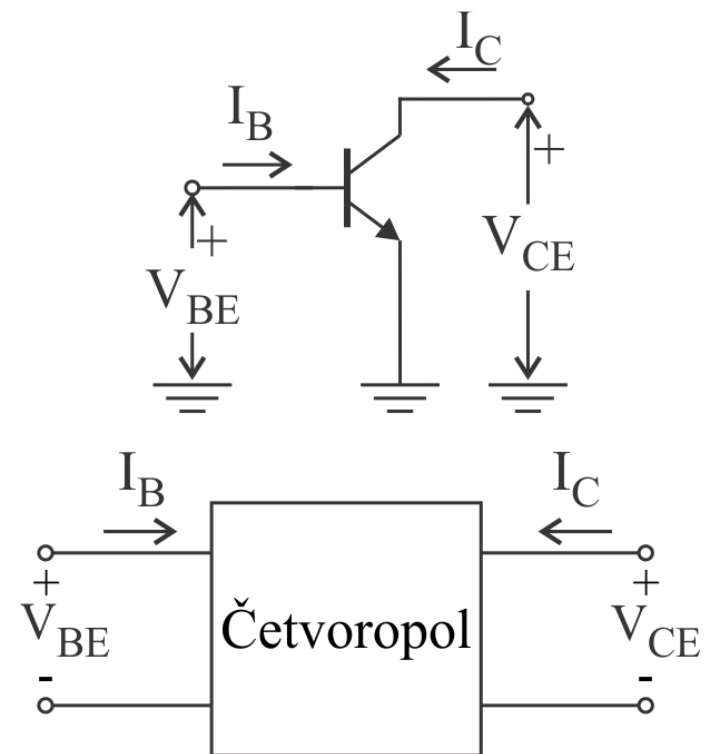 I_C
I_B
+
+
V_CE
V_BE
I_B
I_C
+
+
V_BE
Četvoropol
V_CE
-
-